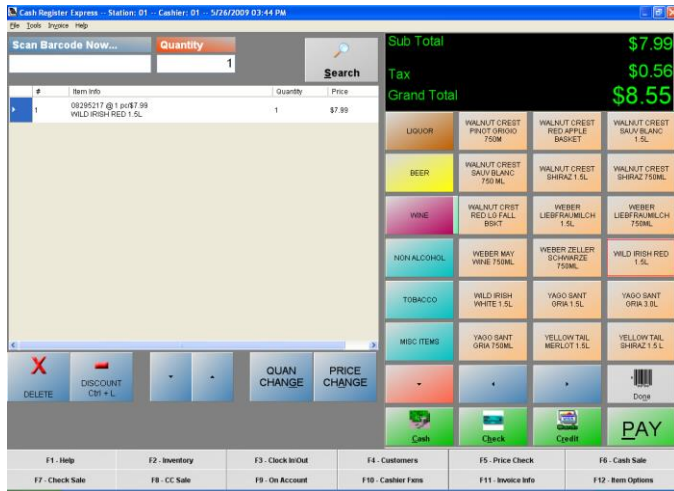 Cash Register Express -- Station: 01 -- Cashier: 01 -- 5/26/2009 03:44 PM
File Tools Invoice Help
Scan Barcode Now...
Quantity
1
Search
# Item Info Quantity Price
1 08295217 @ 1 pc/$7.99 1 $7.99
WILD IRISH RED 1.5L
Sub Total $7.99
Tax $0.56
Grand Total $8.55
LIQUOR
WALNUT CREST
PINOT GRIGIO
750M
WALNUT CREST
RED APPLE
BASKET
WALNUT CREST
SAUV BLANC
1.5L
BEER
WALNUT CREST
SAUV BLANC
750 ML
WALNUT CREST
SHIRAZ 1.5L
WALNUT CREST
SHIRAZ 750ML
WINE
WALNUT CRST
RED LG FALL
BSKT
WEBER
LIEBFRAUMILCH
1.5L
WEBER
LIEBFRAUMILCH
750ML
NON ALCOHOL
WEBER MAY
WINE 750ML
WEBER ZELLER
SCHWARZE
750ML
WILD IRISH RED
1.5L
TOBACCO
WILD IRISH
WHITE 1.5L
YAGO SANT
GRIA 1.5L
YAGO SANT
GRIA 3.0L
MISC ITEMS
YAGO SANT
GRIA 750ML
YELLOW TAIL
MERLOT 1.5L
YELLOW TAIL
SHIRAZ 1.5 L
X
DELETE
DISCOUNT
Ctrl + L
QUAN
CHANGE
PRICE
CHANGE
Done
Cash
Check
Credit
PAY
F1 - Help
F2 - Inventory
F3 - Clock In\Out
F4 - Customers
F5 - Price Check
F6 - Cash Sale
F7 - Check Sale
F8 - CC Sale
F9 - On Account
F10 - Cashier Fxns
F11 - Invoice Info
F12 - Item Options